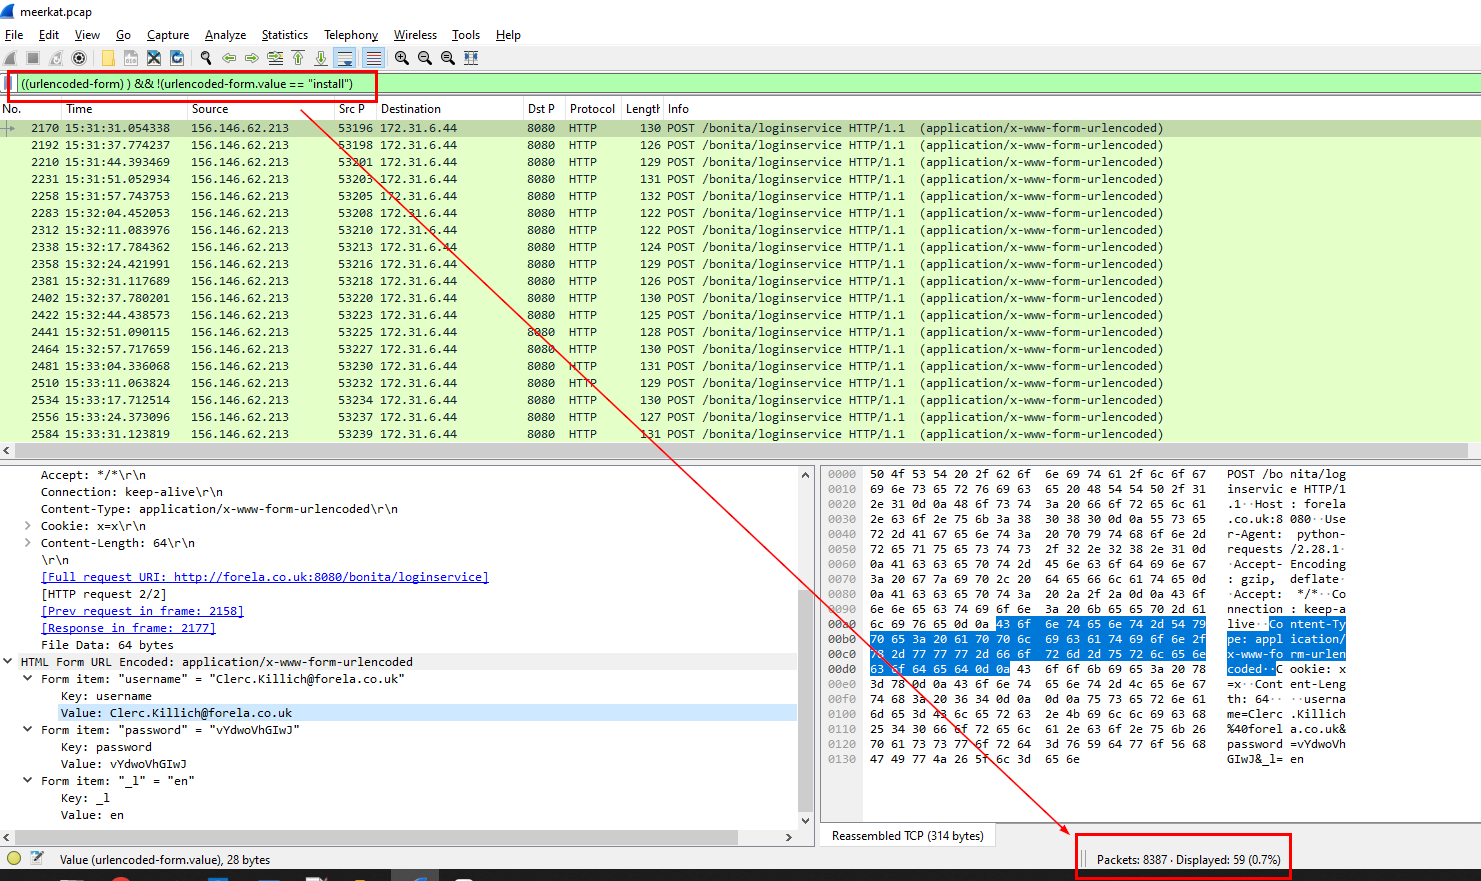 meerkat.pcap
File Edit View Go Capture Analyze Statistics Telephony Wireless Tools Help
((urlencoded-form) ) && !(urlencoded-form.value == "install")
No. Time Source Src P Destination Dst P Protocol Length Info
2170 15:31:31.054338 156.146.62.213 53196 172.31.6.44 8080 HTTP 130 POST /bonita/loginservice HTTP/1.1 (application/x-www-form-urlencoded)
2192 15:31:37.774237 156.146.62.213 53198 172.31.6.44 8080 HTTP 126 POST /bonita/loginservice HTTP/1.1 (application/x-www-form-urlencoded)
2210 15:31:44.393469 156.146.62.213 53201 172.31.6.44 8080 HTTP 129 POST /bonita/loginservice HTTP/1.1 (application/x-www-form-urlencoded)
2231 15:31:51.052934 156.146.62.213 53203 172.31.6.44 8080 HTTP 131 POST /bonita/loginservice HTTP/1.1 (application/x-www-form-urlencoded)
2258 15:31:57.743753 156.146.62.213 53205 172.31.6.44 8080 HTTP 132 POST /bonita/loginservice HTTP/1.1 (application/x-www-form-urlencoded)
2283 15:32:04.452053 156.146.62.213 53208 172.31.6.44 8080 HTTP 122 POST /bonita/loginservice HTTP/1.1 (application/x-www-form-urlencoded)
2312 15:32:11.083976 156.146.62.213 53210 172.31.6.44 8080 HTTP 122 POST /bonita/loginservice HTTP/1.1 (application/x-www-form-urlencoded)
2338 15:32:17.784362 156.146.62.213 53213 172.31.6.44 8080 HTTP 124 POST /bonita/loginservice HTTP/1.1 (application/x-www-form-urlencoded)
2358 15:32:24.421991 156.146.62.213 53216 172.31.6.44 8080 HTTP 129 POST /bonita/loginservice HTTP/1.1 (application/x-www-form-urlencoded)
2381 15:32:31.117689 156.146.62.213 53218 172.31.6.44 8080 HTTP 126 POST /bonita/loginservice HTTP/1.1 (application/x-www-form-urlencoded)
2402 15:32:37.780201 156.146.62.213 53220 172.31.6.44 8080 HTTP 130 POST /bonita/loginservice HTTP/1.1 (application/x-www-form-urlencoded)
2422 15:32:44.438573 156.146.62.213 53223 172.31.6.44 8080 HTTP 125 POST /bonita/loginservice HTTP/1.1 (application/x-www-form-urlencoded)
2441 15:32:51.090115 156.146.62.213 53225 172.31.6.44 8080 HTTP 128 POST /bonita/loginservice HTTP/1.1 (application/x-www-form-urlencoded)
2464 15:32:57.717659 156.146.62.213 53227 172.31.6.44 8080 HTTP 130 POST /bonita/loginservice HTTP/1.1 (application/x-www-form-urlencoded)
2481 15:33:04.336068 156.146.62.213 53230 172.31.6.44 8080 HTTP 131 POST /bonita/loginservice HTTP/1.1 (application/x-www-form-urlencoded)
2510 15:33:11.063824 156.146.62.213 53232 172.31.6.44 8080 HTTP 129 POST /bonita/loginservice HTTP/1.1 (application/x-www-form-urlencoded)
2534 15:33:17.712514 156.146.62.213 53234 172.31.6.44 8080 HTTP 130 POST /bonita/loginservice HTTP/1.1 (application/x-www-form-urlencoded)
2556 15:33:24.373096 156.146.62.213 53237 172.31.6.44 8080 HTTP 127 POST /bonita/loginservice HTTP/1.1 (application/x-www-form-urlencoded)
2584 15:33:31.123819 156.146.62.213 53239 172.31.6.44 8080 HTTP 131 POST /bonita/loginservice HTTP/1.1 (application/x-www-form-urlencoded)
Accept: */*\r\n
Connection: keep-alive\r\n
Content-Type: application/x-www-form-urlencoded\r\n
Cookie: x=x\r\n
Content-Length: 64\r\n
\r\n
[Full request URI: http://forela.co.uk:8080/bonita/loginservice]
[HTTP request 2/2]
[Prev request in frame: 2158]
[Response in frame: 2177]
File Data: 64 bytes
HTML Form URL Encoded: application/x-www-form-urlencoded
Form item: "username" = "Clerc.Killich@forela.co.uk"
Key: username
Value: Clerc.Killich@forela.co.uk
Form item: "password" = "vYdwoVhGIwJ"
Key: password
Value: vYdwoVhGIwJ
Form item: "_l" = "en"
Key: _l
Value: en
0000 50 4f 53 54 20 2f 62 6f 6e 69 74 61 2f 6c 6f 67 POST /bo nita/log
0010 69 6e 73 65 72 76 69 63 65 20 48 54 54 50 2f 31 inservic e HTTP/1
0020 2e 31 0d 0a 48 6f 73 74 3a 20 66 6f 72 65 6c 61 .1··Host : forela
0030 2e 63 6f 2e 75 6b 3a 38 30 38 30 0d 0a 55 73 65 .co.uk:8 080··Use
0040 72 2d 41 67 65 6e 74 3a 20 70 79 74 68 6f 6e 2d r-Agent: python-
0050 72 65 71 75 65 73 74 73 2f 32 2e 32 38 2e 31 0d requests /2.28.1·
0060 0a 41 63 63 65 70 74 2d 45 6e 63 6f 64 69 6e 67 ·Accept- Encoding
0070 3a 20 67 7a 69 70 2c 20 64 65 66 6c 61 74 65 0d : gzip, deflate·
0080 0a 41 63 63 65 70 74 3a 20 2a 2f 2a 0d 0a 43 6f ·Accept: */*··Co
0090 6e 6e 65 63 74 69 6f 6e 3a 20 6b 65 65 70 2d 61 nnection : keep-a
00a0 6c 69 76 65 0d 0a 43 6f 6e 74 65 6e 74 2d 54 79 live··Co ntent-Ty
00b0 70 65 3a 20 61 70 70 6c 69 63 61 74 69 6f 6e 2f pe: appl ication/
00c0 78 2d 77 77 77 2d 66 6f 72 6d 2d 75 72 6c 65 6e x-www-fo rm-urlen
00d0 63 6f 64 65 64 0d 0a 43 6f 6f 6b 69 65 3a 20 78 coded··C ookie: x
00e0 3d 78 0d 0a 43 6f 6e 74 65 6e 74 2d 4c 65 6e 67 =x··Cont ent-Leng
00f0 74 68 3a 20 36 34 0d 0a 0d 0a 75 73 65 72 6e 61 th: 64·· ··userna
0100 6d 65 3d 43 6c 65 72 63 2e 4b 69 6c 6c 69 63 68 me=Clerc .Killich
0110 25 34 30 66 6f 72 65 6c 61 2e 63 6f 2e 75 6b 26 %40forel a.co.uk&
0120 70 61 73 73 77 6f 72 64 3d 76 59 64 77 6f 56 68 password =vYdwoVh
0130 47 49 77 4a 26 5f 6c 3d 65 6e GIwJ&_l= en
Reassembled TCP (314 bytes)
Value (urlencoded-form.value), 28 bytes
Packets: 8387 · Displayed: 59 (0.7%)